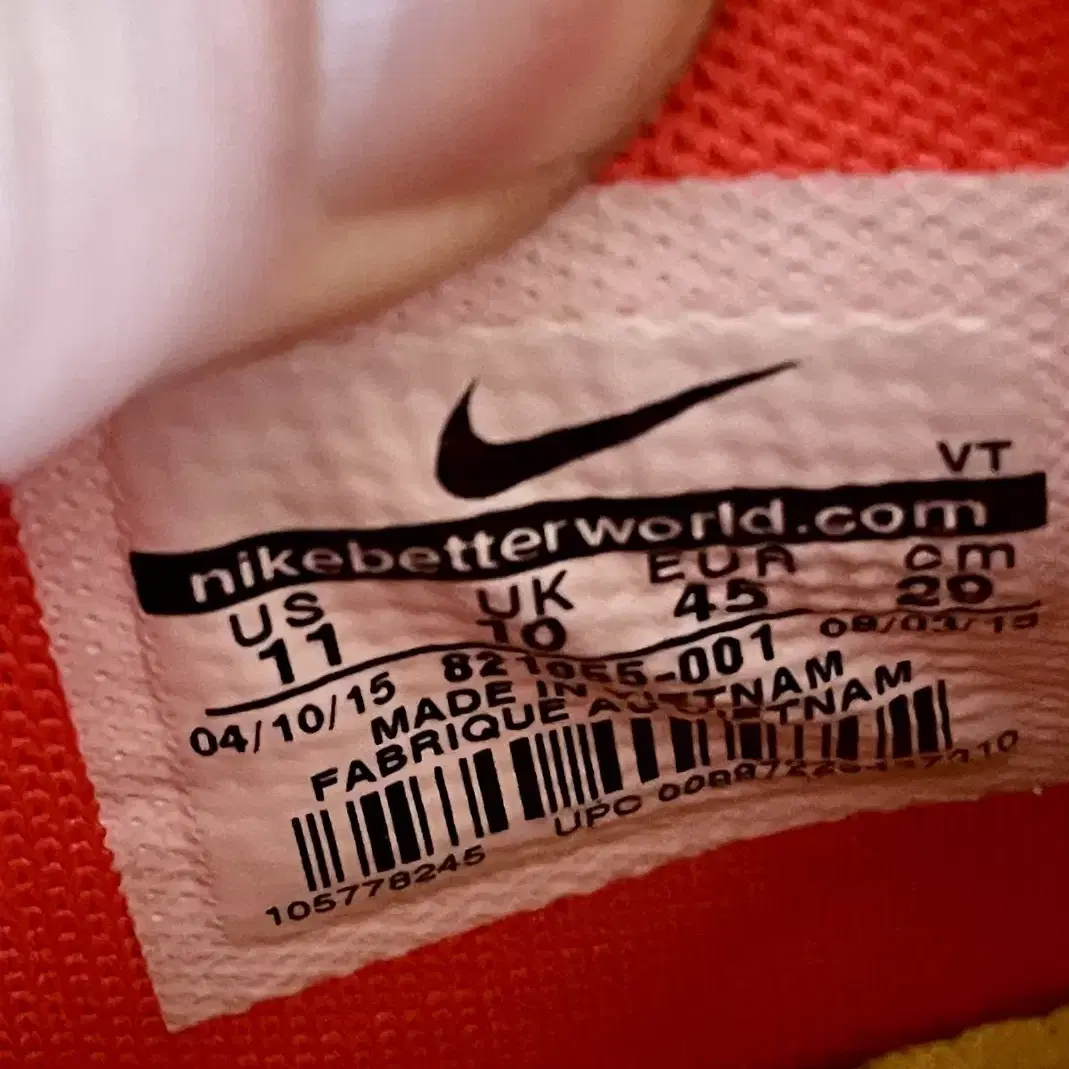 VT
nikebetterworld.com
US UK EUR cm
11 10 45 29
04/10/15 821955-001
MADE IN VIETNAM
FABRIQUE AU VIETNAM
UPC
105778245